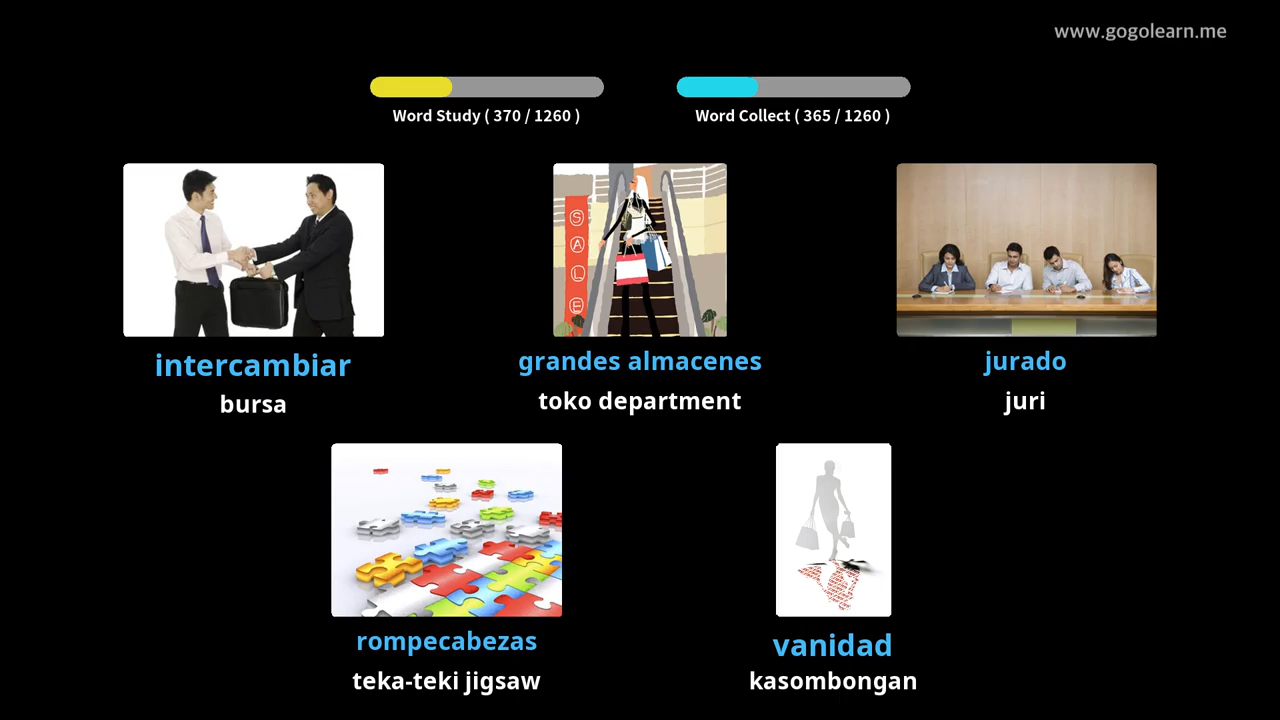 www.gogolearn.me
Word Study ( 370 / 1260 )
Word Collect ( 365 / 1260 )
S
A
L
E
intercambiar
bursa
grandes almacenes
toko department
jurado
juri
rompecabezas
teka-teki jigsaw
vanidad
kasombongan